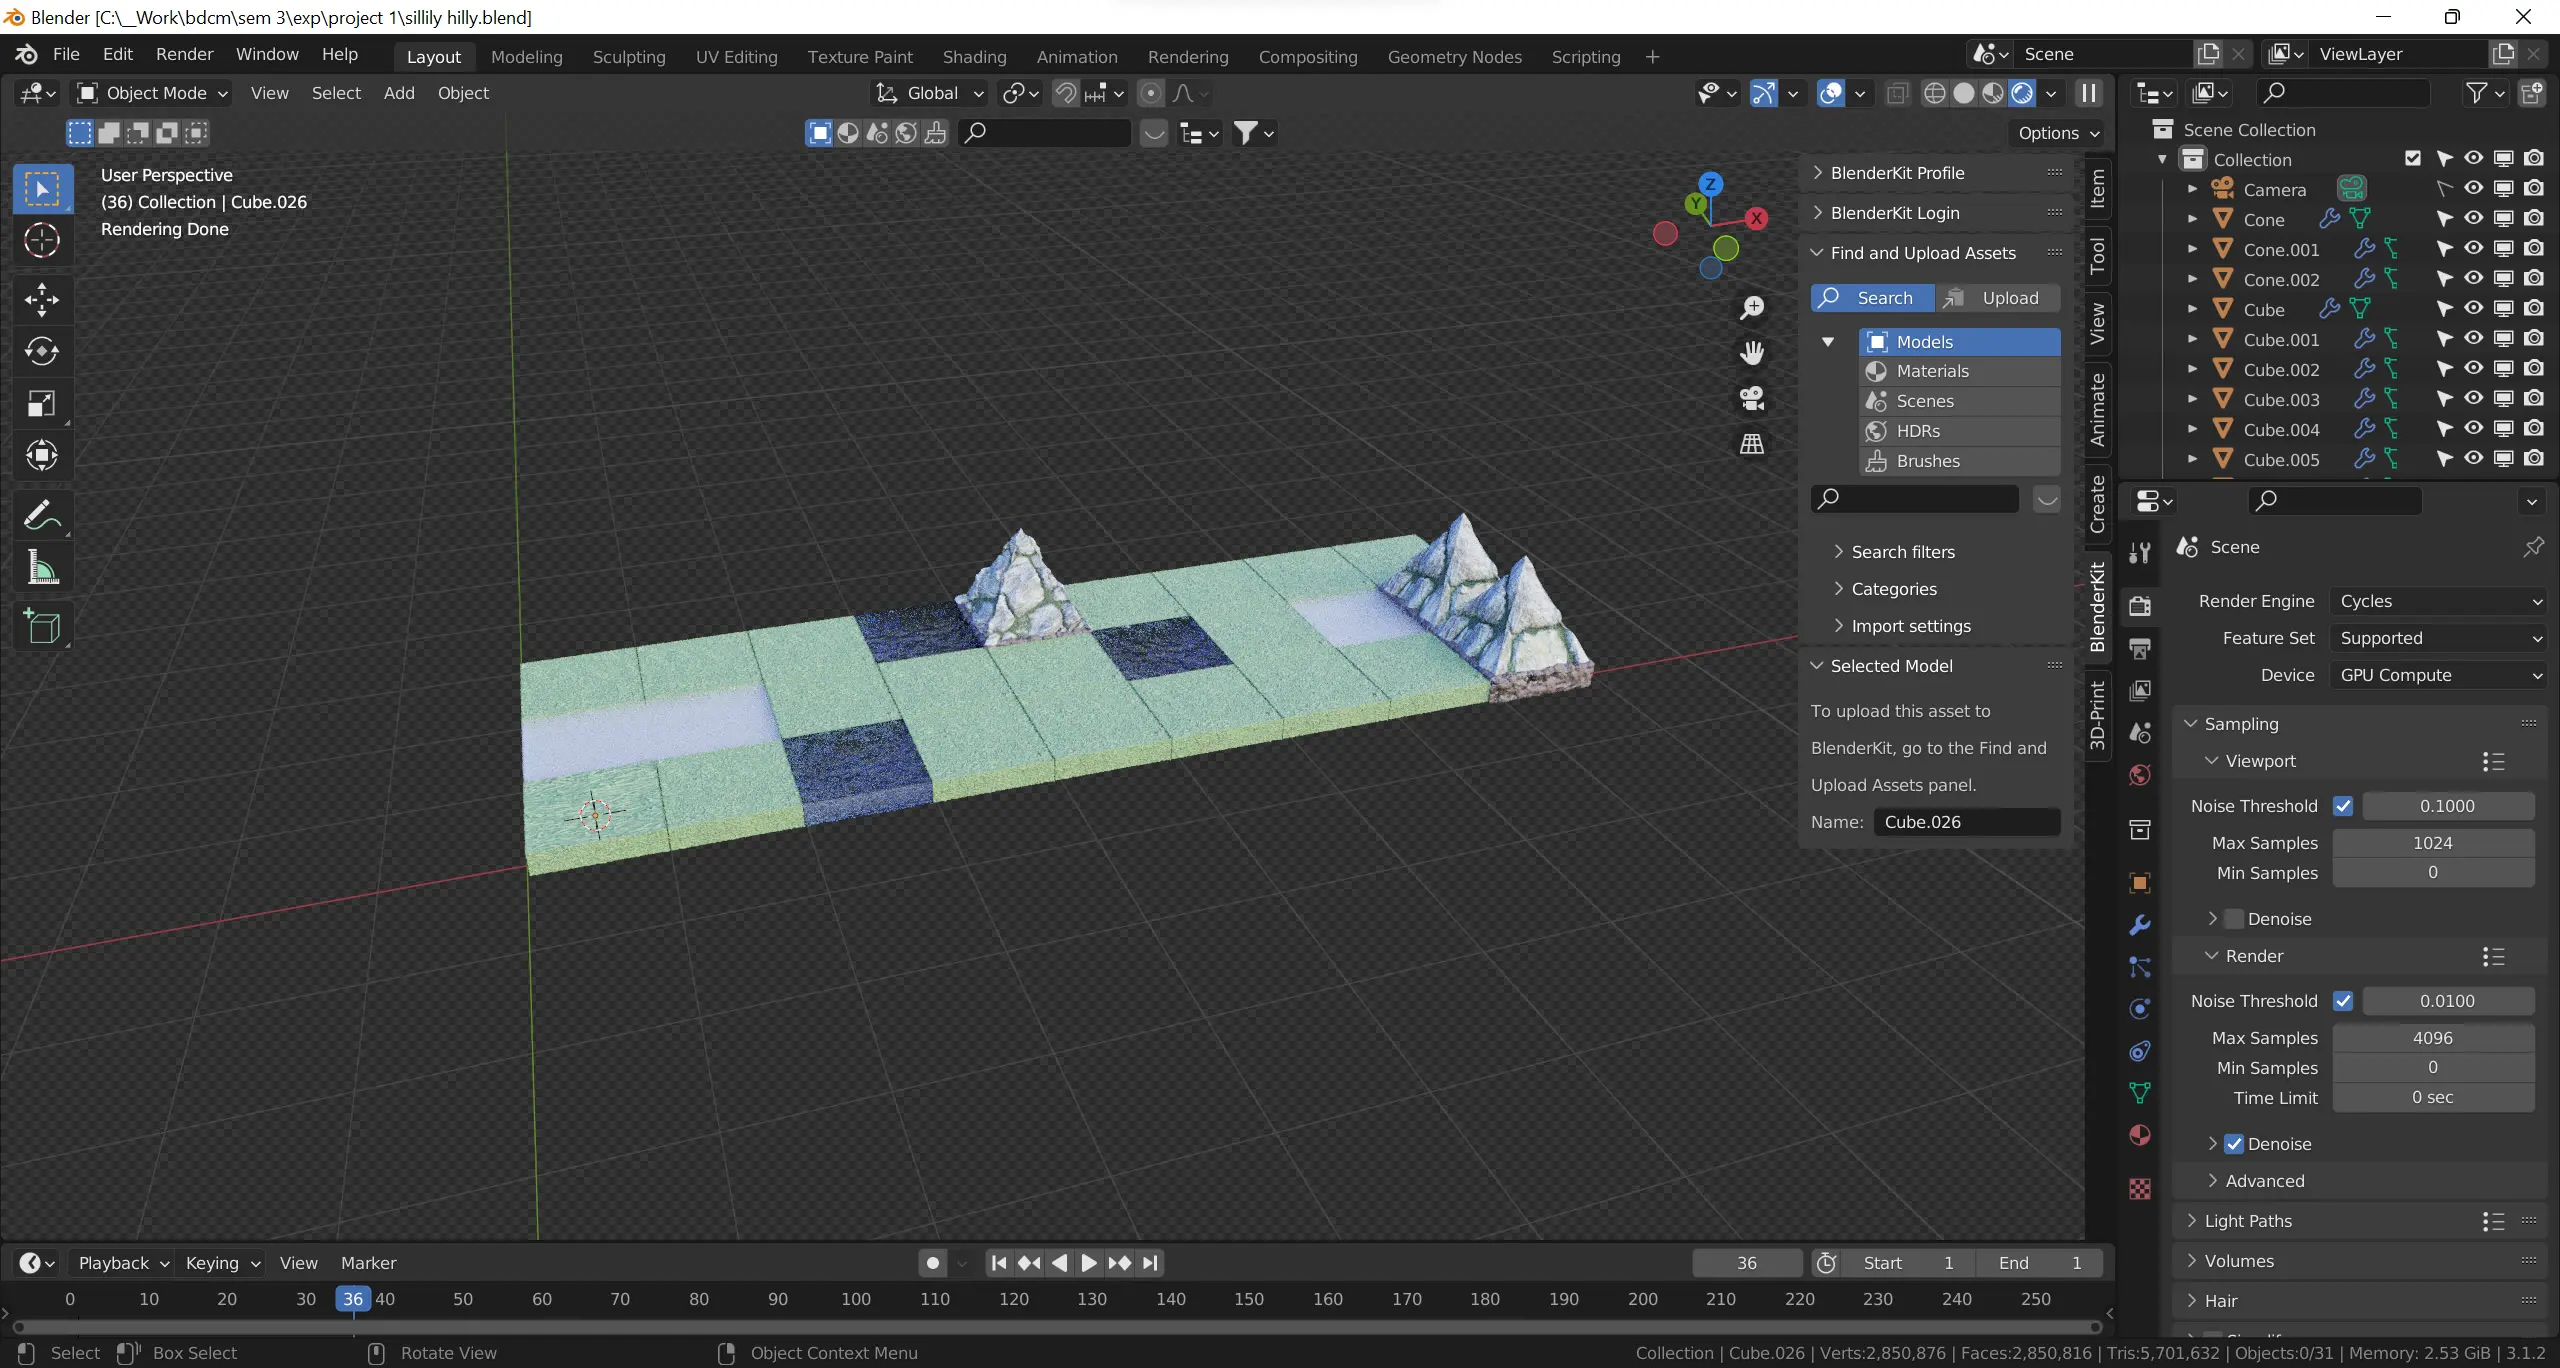 Blender [C:\__Work\bdcm\sem 3\exp\project 1\sillily hilly.blend]
File Edit Render Window Help Layout Modeling Sculpting UV Editing Texture Paint Shading Animation Rendering Compositing Geometry Nodes Scripting + Scene ViewLayer
Object Mode View Select Add Object Global
Options
User Perspective
(36) Collection | Cube.026
Rendering Done
Z
Y
X
BlenderKit Profile
BlenderKit Login
Find and Upload Assets
Search Upload
Models
Materials
Scenes
HDRs
Brushes
Search filters
Categories
Import settings
Selected Model
To upload this asset to
BlenderKit, go to the Find and
Upload Assets panel.
Name: Cube.026
Item
Tool
View
Animate
Create
BlenderKit
3D-Print
Scene Collection
Collection
Camera
Cone
Cone.001
Cone.002
Cube
Cube.001
Cube.002
Cube.003
Cube.004
Cube.005
Scene
Render Engine Cycles
Feature Set Supported
Device GPU Compute
Sampling
Viewport
Noise Threshold 0.1000
Max Samples 1024
Min Samples 0
Denoise
Render
Noise Threshold 0.0100
Max Samples 4096
Min Samples 0
Time Limit 0 sec
Denoise
Advanced
Light Paths
Volumes
Hair
Playback Keying View Marker 36 Start 1 End 1
0 10 20 30 36 40 50 60 70 80 90 100 110 120 130 140 150 160 170 180 190 200 210 220 230 240 250
Select Box Select Rotate View Object Context Menu Collection | Cube.026 | Verts:2,850,876 | Faces:2,850,816 | Tris:5,701,632 | Objects:0/31 | Memory: 2.53 GiB | 3.1.2